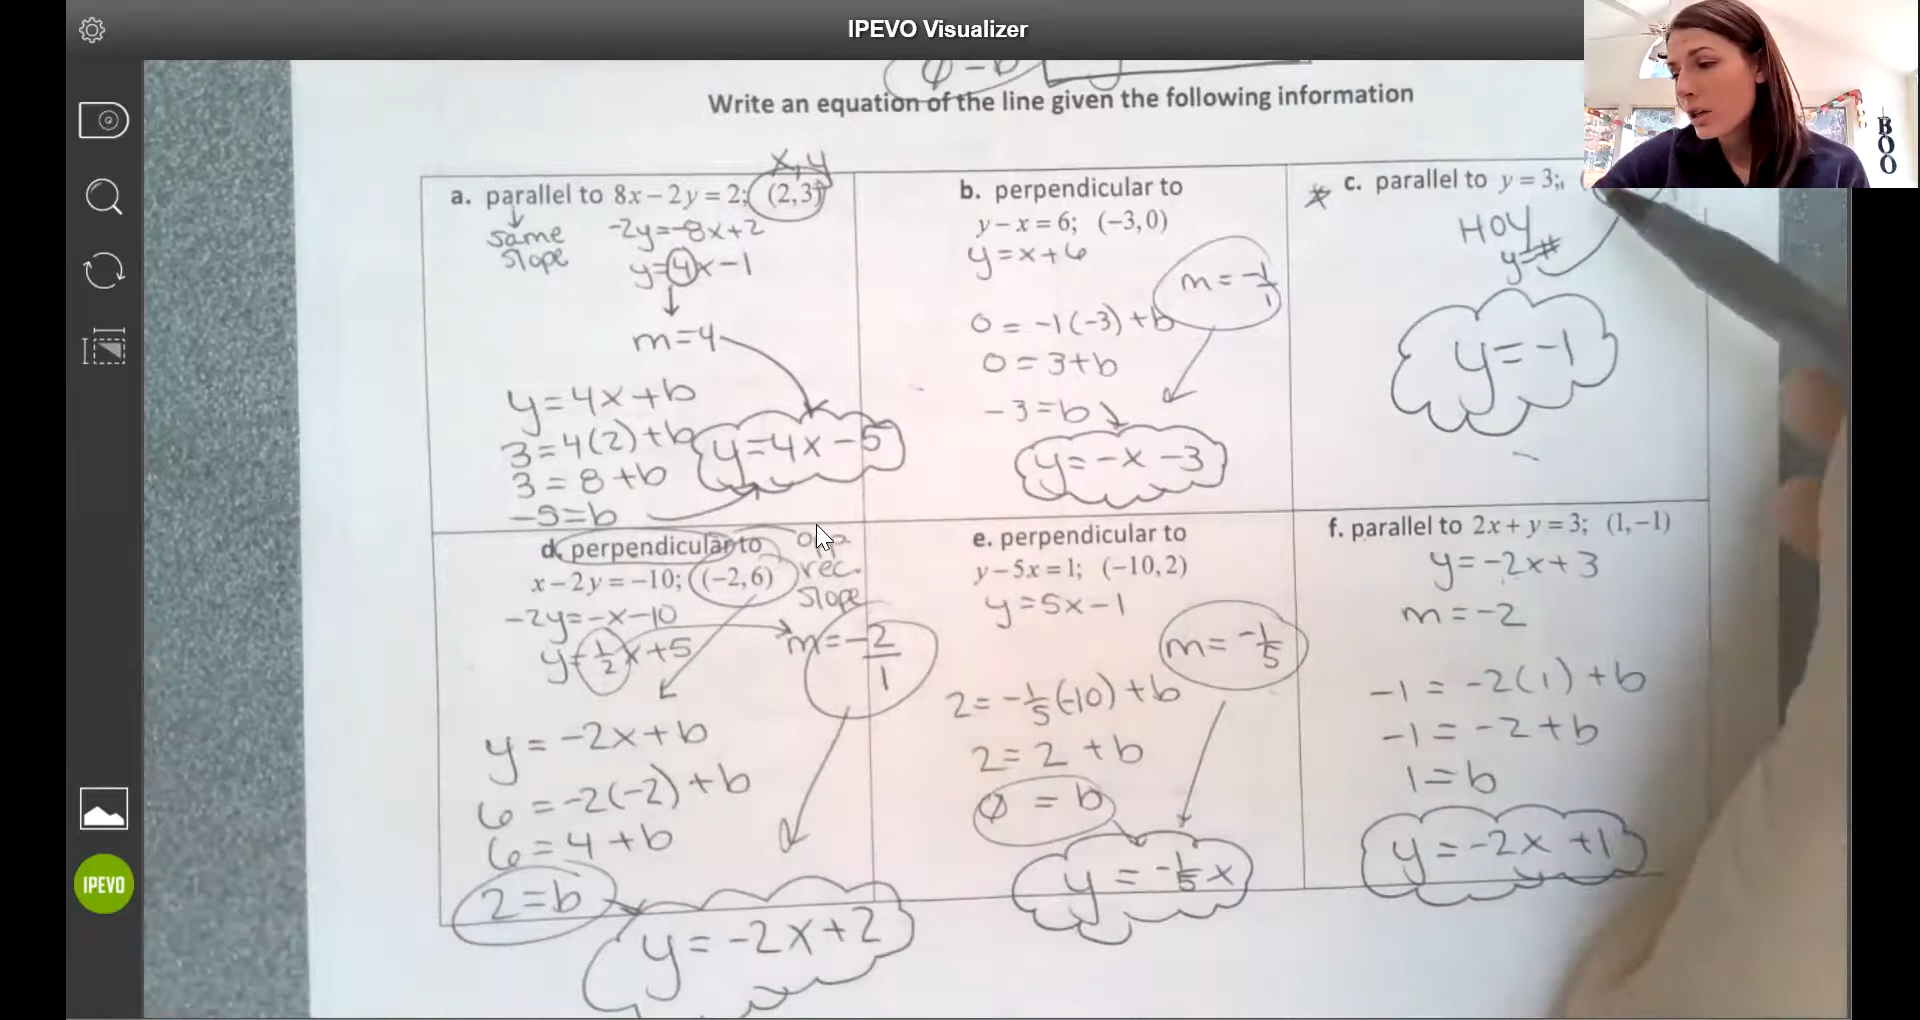 IPEVO Visualizer
Write an equation of the line given the following information
BOO
x, y
a. parallel to 8x – 2y = 2; (2,3)
same
slope
-2y=-8x+2
y=4x-1
m=4
y=4x+b
3=4(2)+b
3=8+b
-5=b
y=4x-5
b. perpendicular to
y – x = 6; (−3,0)
y=x+6
m=-1/1
0=-1(-3)+b
0=3+b
-3=b
y=-x-3
c. parallel to y = 3;
HOY
y=#
y=-1
d. perpendicular to
opp.
rec.
slope
x – 2y = −10; (−2,6)
-2y=-x-10
y=1/2x+5
m=-2/1
y=-2x+b
6=-2(-2)+b
6=4+b
2=b
y=-2x+2
e. perpendicular to
y – 5x = 1; (−10,2)
y=5x-1
m=-1/5
2=-1/5(-10)+b
2=2+b
0=b
y=-1/5x
f. parallel to 2x + y = 3; (1,−1)
y=-2x+3
m=-2
-1=-2(1)+b
-1=-2+b
1=b
y=-2x+1
IPEVO